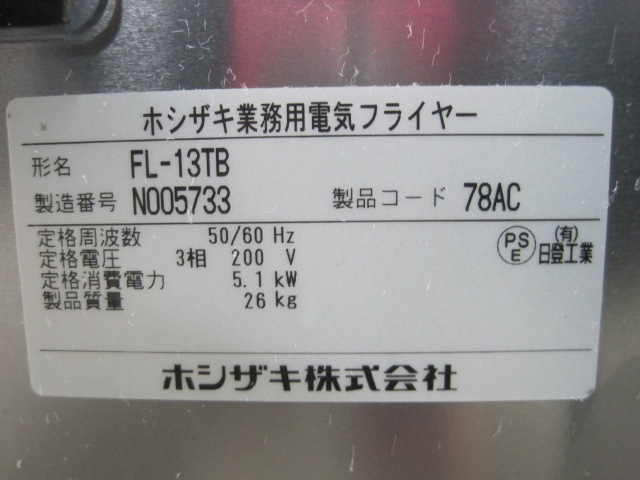 ホシザキ業務用電気フライヤー
形名 FL-13TB
製造番号 N005733 製品コード 78AC
定格周波数 50/60 Hz
定格電圧 3相 200 V
定格消費電力 5.1 kW
製品質量 26 kg
PSE (有)日登工業
ホシザキ株式会社